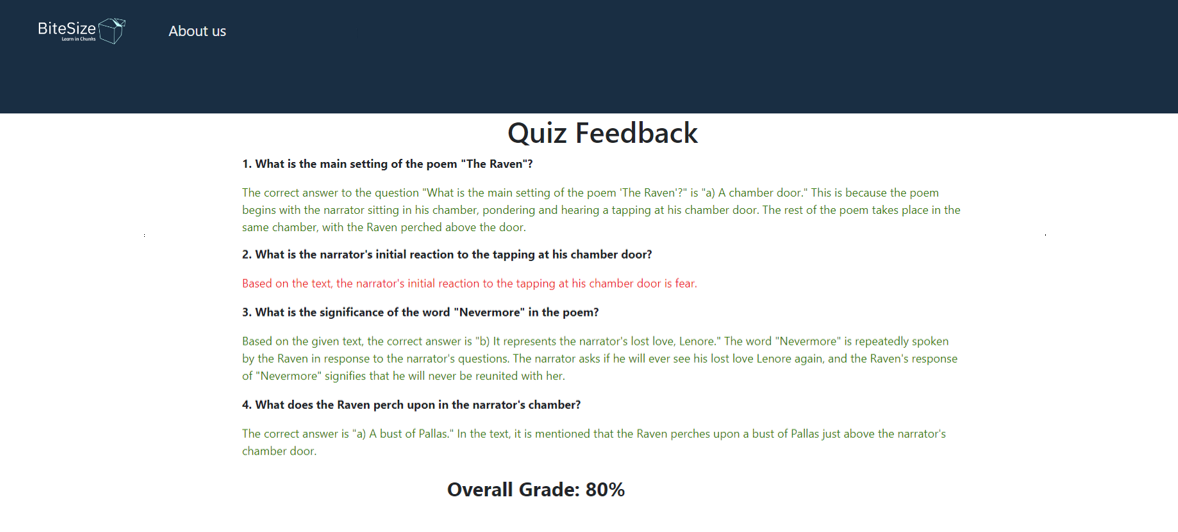 BiteSize
Learn in Chunks
About us
Quiz Feedback
1. What is the main setting of the poem "The Raven"?
The correct answer to the question "What is the main setting of the poem 'The Raven'?" is "a) A chamber door." This is because the poem
begins with the narrator sitting in his chamber, pondering and hearing a tapping at his chamber door. The rest of the poem takes place in the
same chamber, with the Raven perched above the door.
2. What is the narrator's initial reaction to the tapping at his chamber door?
Based on the text, the narrator's initial reaction to the tapping at his chamber door is fear.
3. What is the significance of the word "Nevermore" in the poem?
Based on the given text, the correct answer is "b) It represents the narrator's lost love, Lenore." The word "Nevermore" is repeatedly spoken
by the Raven in response to the narrator's questions. The narrator asks if he will ever see his lost love Lenore again, and the Raven's response
of "Nevermore" signifies that he will never be reunited with her.
4. What does the Raven perch upon in the narrator's chamber?
The correct answer is "a) A bust of Pallas." In the text, it is mentioned that the Raven perches upon a bust of Pallas just above the narrator's
chamber door.
Overall Grade: 80%